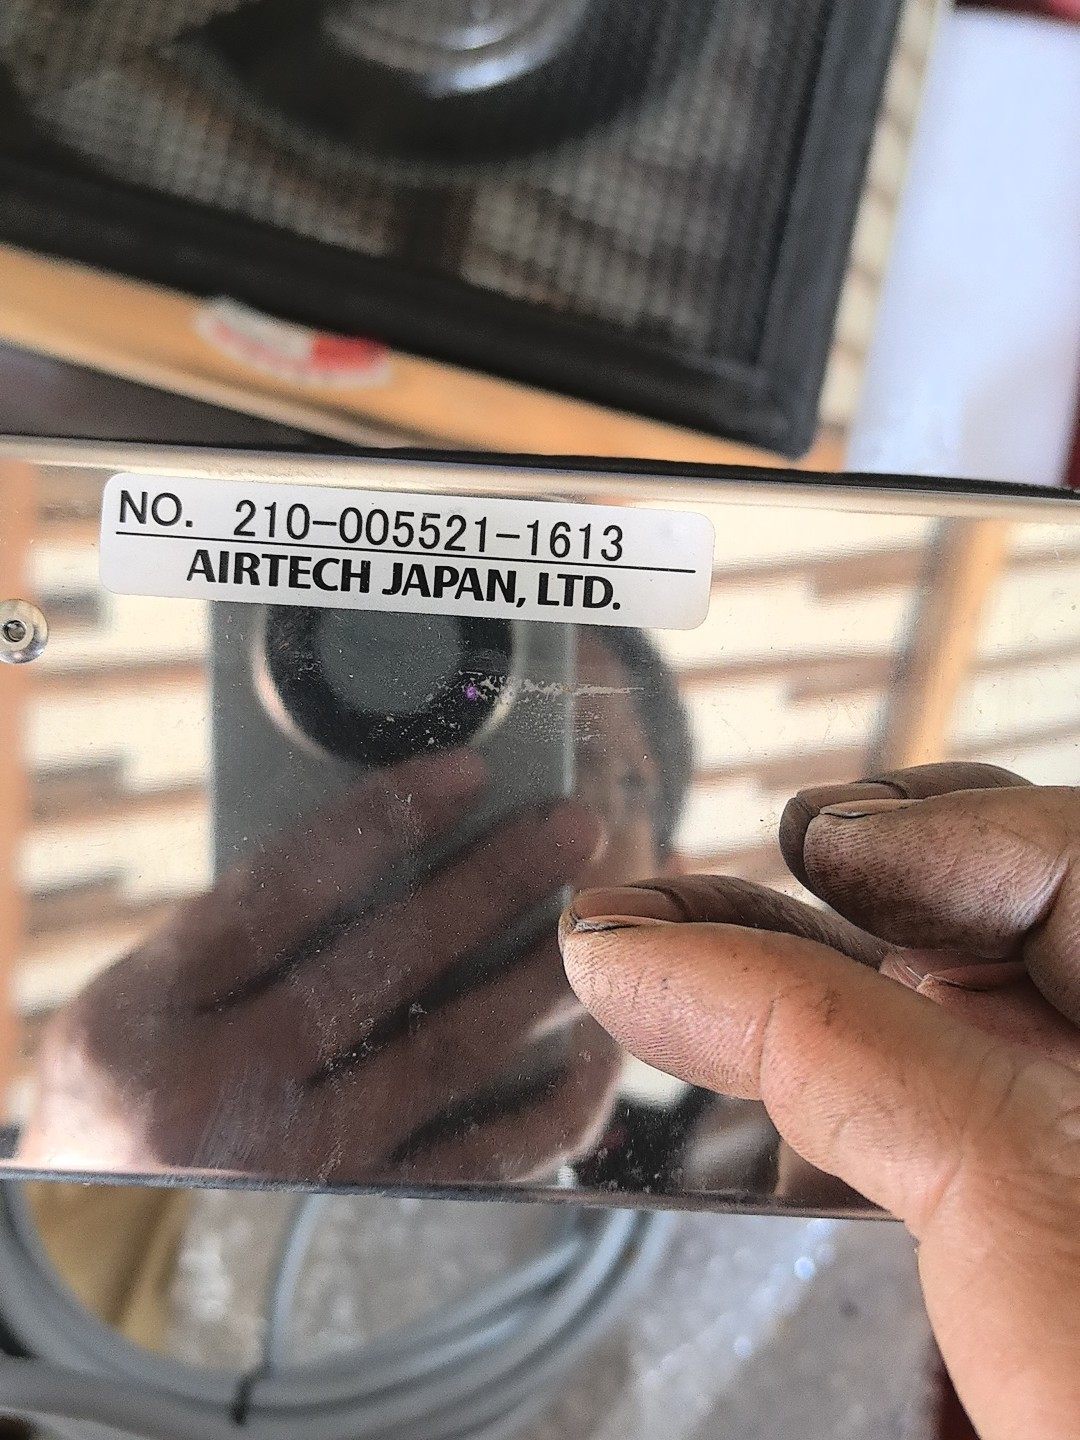 NO. 210-005521-1613
AIRTECH JAPAN, LTD.